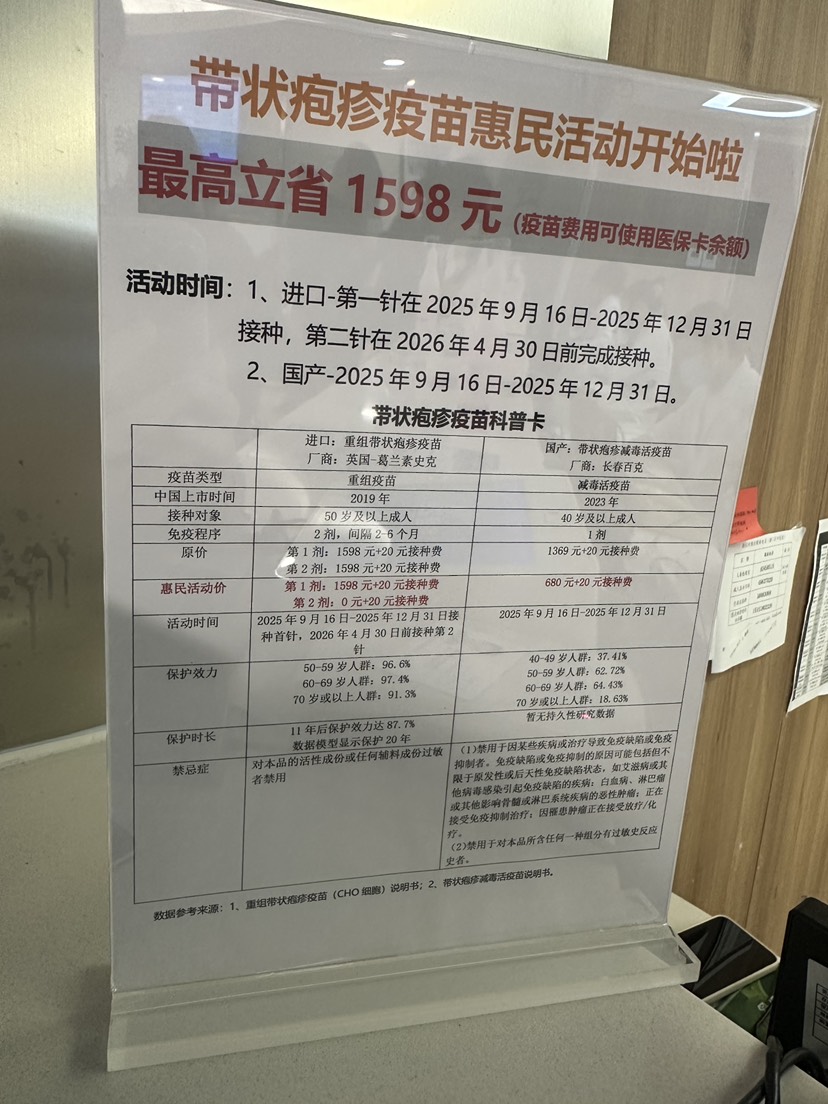 带状疱疹疫苗惠民活动开始啦
最高立省 1598 元（疫苗费用可使用医保卡余额）
活动时间：1、进口-第一针在 2025 年 9 月 16 日-2025 年 12 月 31 日
接种，第二针在 2026 年 4 月 30 日前完成接种。
2、国产-2025 年 9 月 16 日-2025 年 12 月 31 日。
带状疱疹疫苗科普卡
进口：重组带状疱疹疫苗
厂商：英国-葛兰素史克
国产：带状疱疹减毒活疫苗
厂商：长春百克
疫苗类型 重组疫苗 减毒活疫苗
中国上市时间 2019年 2023年
接种对象 50 岁及以上成人 40 岁及以上成人
免疫程序 2 剂，间隔 2-6 个月 1 剂
原价 第 1 剂：1598 元+20 元接种费 1369 元+20 元接种费
第 2 剂：1598 元+20 元接种费
惠民活动价 第 1 剂：1598 元+20 元接种费 680 元+20 元接种费
第 2 剂：0 元+20 元接种费
活动时间 2025 年 9 月 16 日-2025 年 12 月 31 日接
种首针，2026 年 4 月 30 日前接种第 2
针
2025 年 9 月 16 日-2025 年 12 月 31 日
保护效力 50-59 岁人群：96.6%
60-69 岁人群：97.4%
70 岁或以上人群：91.3%
40-49 岁人群：37.41%
50-59 岁人群：62.72%
60-69 岁人群：64.43%
70 岁或以上人群：18.63%
保护时长 11 年后保护效力达 87.7%
数据模型显示保护 20 年
暂无持久性研究数据
禁忌症 对本品的活性成份或任何辅料成份过敏
者禁用
（1）禁用于因某些疾病或治疗导致免疫缺陷或免疫
抑制者。免疫缺陷或免疫抑制的原因可能包括但不
限于原发性或后天性免疫缺陷状态，如艾滋病或其
他病毒感染引起免疫缺陷的疾病；白血病、淋巴瘤
或其他影响骨髓或淋巴系统疾病的恶性肿瘤；正在
接受免疫抑制治疗；因罹患肿瘤正在接受放疗/化
疗。
（2）禁用于对本品所含任何一种组分有过敏史反应
史者。
数据参考来源：1、重组带状疱疹疫苗（CHO 细胞）说明书；2、带状疱疹减毒活疫苗说明书。